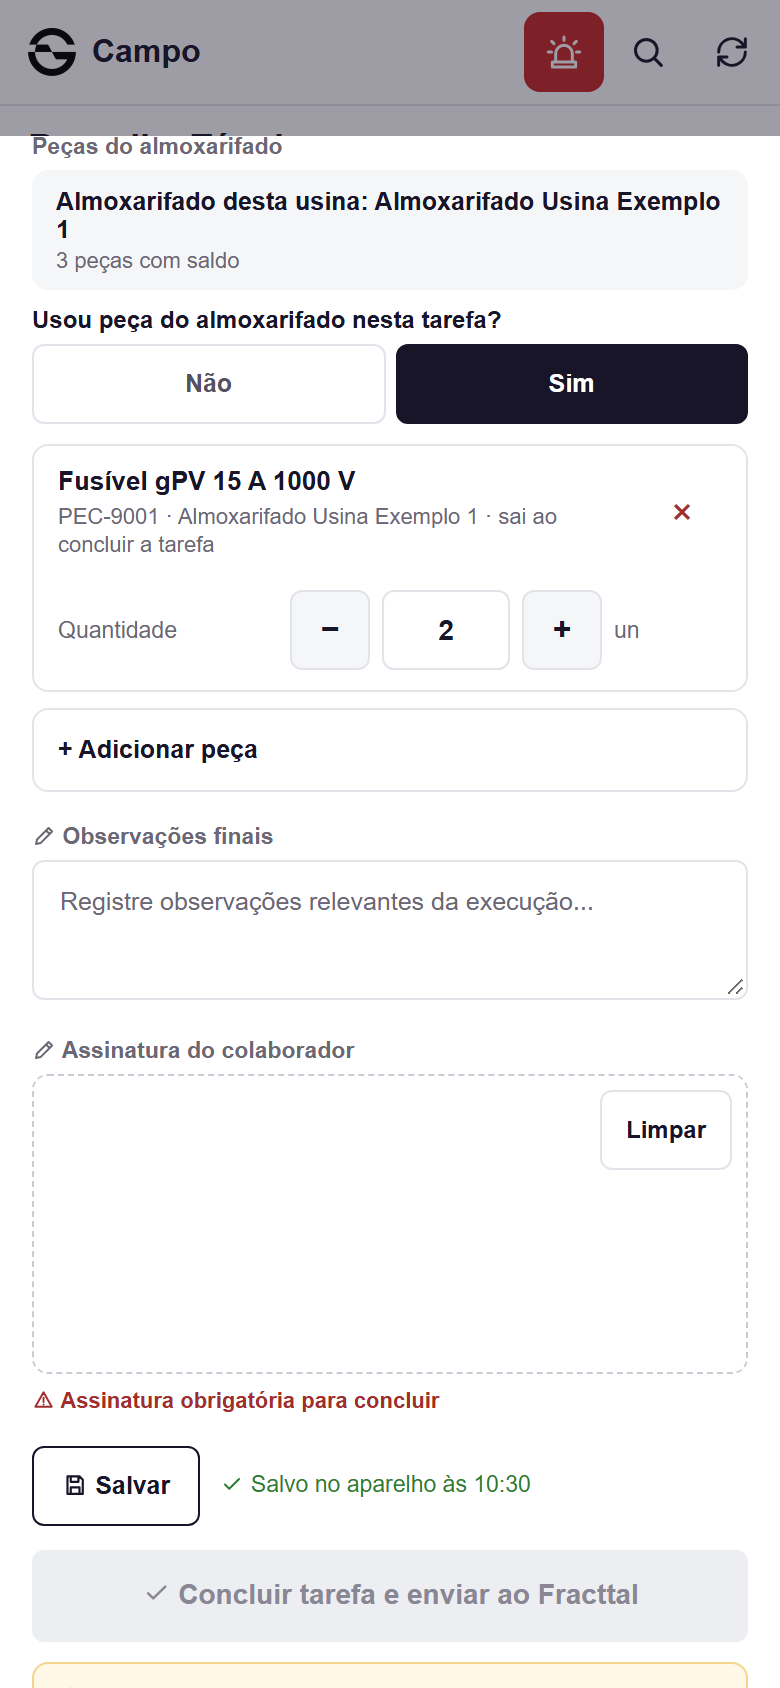 Campo
Peças do almoxarifado
Almoxarifado desta usina: Almoxarifado Usina Exemplo
1
3 peças com saldo
Usou peça do almoxarifado nesta tarefa?
Não
Sim
Fusível gPV 15 A 1000 V
PEC-9001 · Almoxarifado Usina Exemplo 1 · sai ao
concluir a tarefa
×
Quantidade
−
2
+
un
+ Adicionar peça
Observações finais
Registre observações relevantes da execução...
Assinatura do colaborador
Limpar
Assinatura obrigatória para concluir
Salvar
Salvo no aparelho às 10:30
Concluir tarefa e enviar ao Fracttal